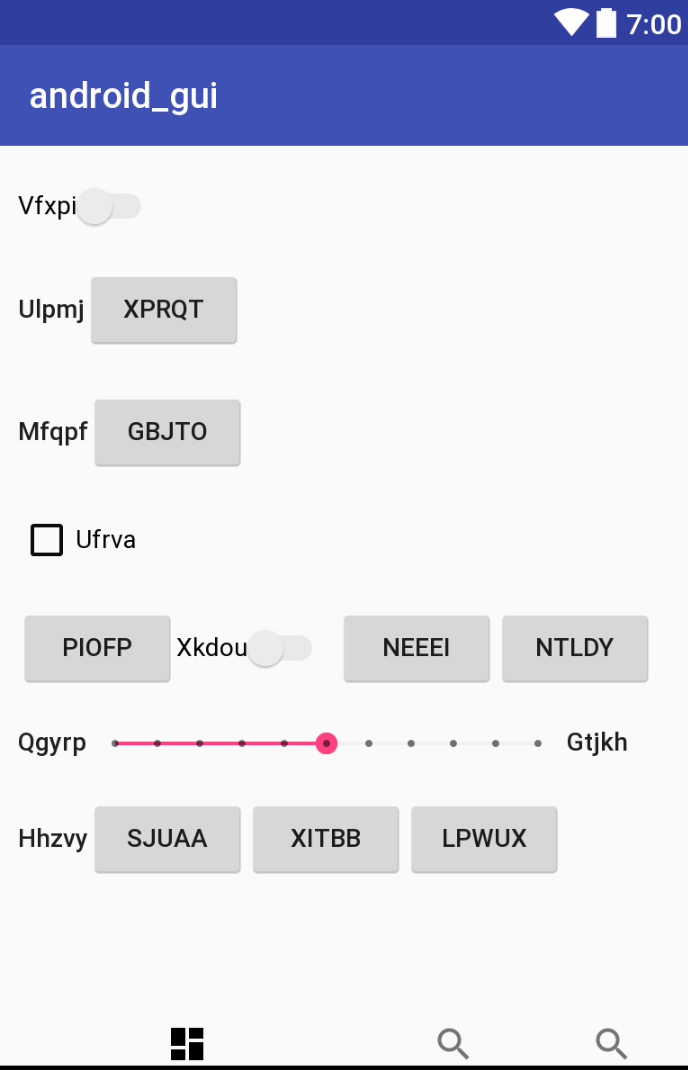 7:00
android_gui
Vfxpi
Ulpmj XPRQT
Mfqpf GBJTO
Ufrva
PIOFP Xkdou NEEEI NTLDY
Qgyrp Gtjkh
Hhzvy SJUAA XITBB LPWUX